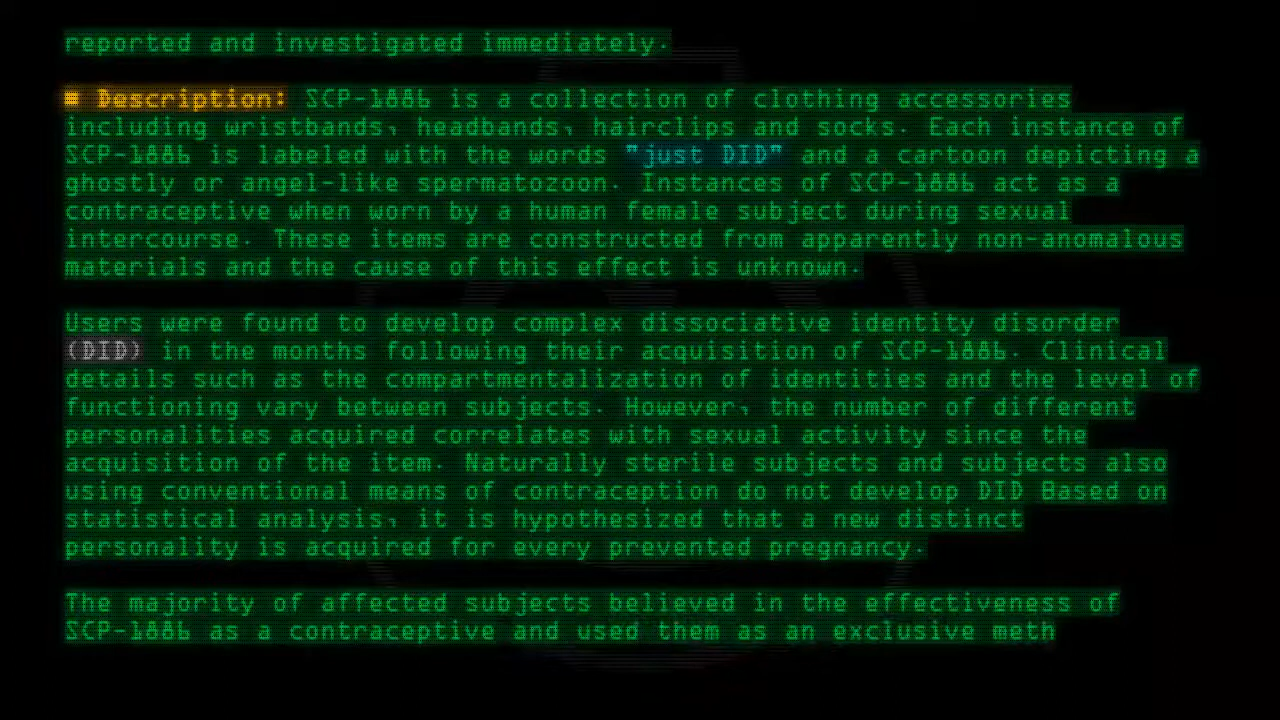 reported and investigated immediately.
■ Description: SCP-1886 is a collection of clothing accessories
including wristbands, headbands, hairclips and socks. Each instance of
SCP-1886 is labeled with the words "just DID" and a cartoon depicting a
ghostly or angel-like spermatozoon. Instances of SCP-1886 act as a
contraceptive when worn by a human female subject during sexual
intercourse. These items are constructed from apparently non-anomalous
materials and the cause of this effect is unknown.
Users were found to develop complex dissociative identity disorder
(DID) in the months following their acquisition of SCP-1886. Clinical
details such as the compartmentalization of identities and the level of
functioning vary between subjects. However, the number of different
personalities acquired correlates with sexual activity since the
acquisition of the item. Naturally sterile subjects and subjects also
using conventional means of contraception do not develop DID Based on
statistical analysis, it is hypothesized that a new distinct
personality is acquired for every prevented pregnancy.
The majority of affected subjects believed in the effectiveness of
SCP-1886 as a contraceptive and used them as an exclusive meth